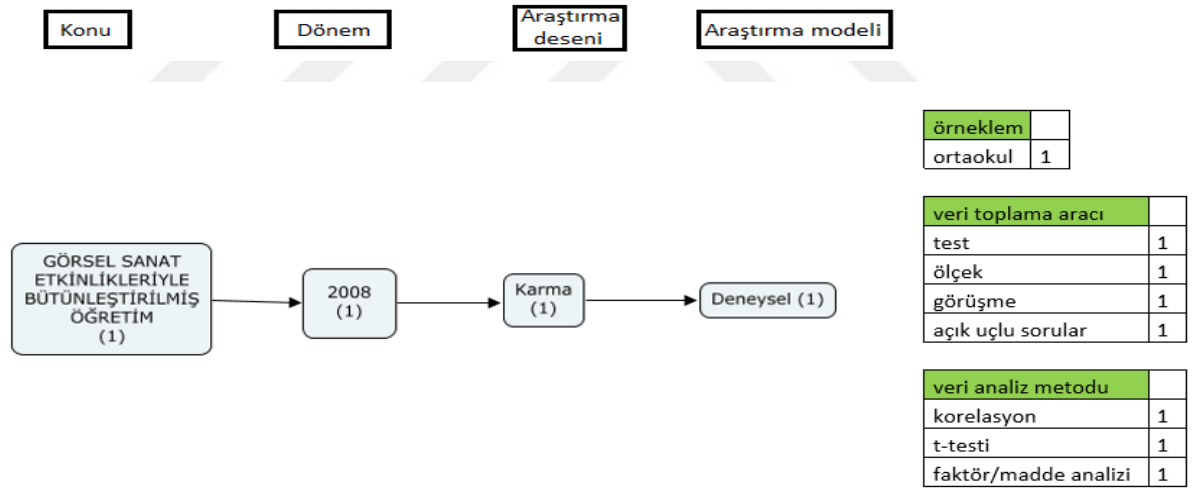 Konu
Dönem
Araştırma
deseni
Araştırma modeli
GÖRSEL SANAT
ETKİNLİKLERİYLE
BÜTÜNLEŞTİRİLMİŞ
ÖĞRETİM
(1)
2008
(1)
Karma
(1)
Deneysel (1)
örneklem
ortaokul 1
veri toplama aracı
test 1
ölçek 1
görüşme 1
açık uçlu sorular 1
veri analiz metodu
korelasyon 1
t-testi 1
faktör/madde analizi 1